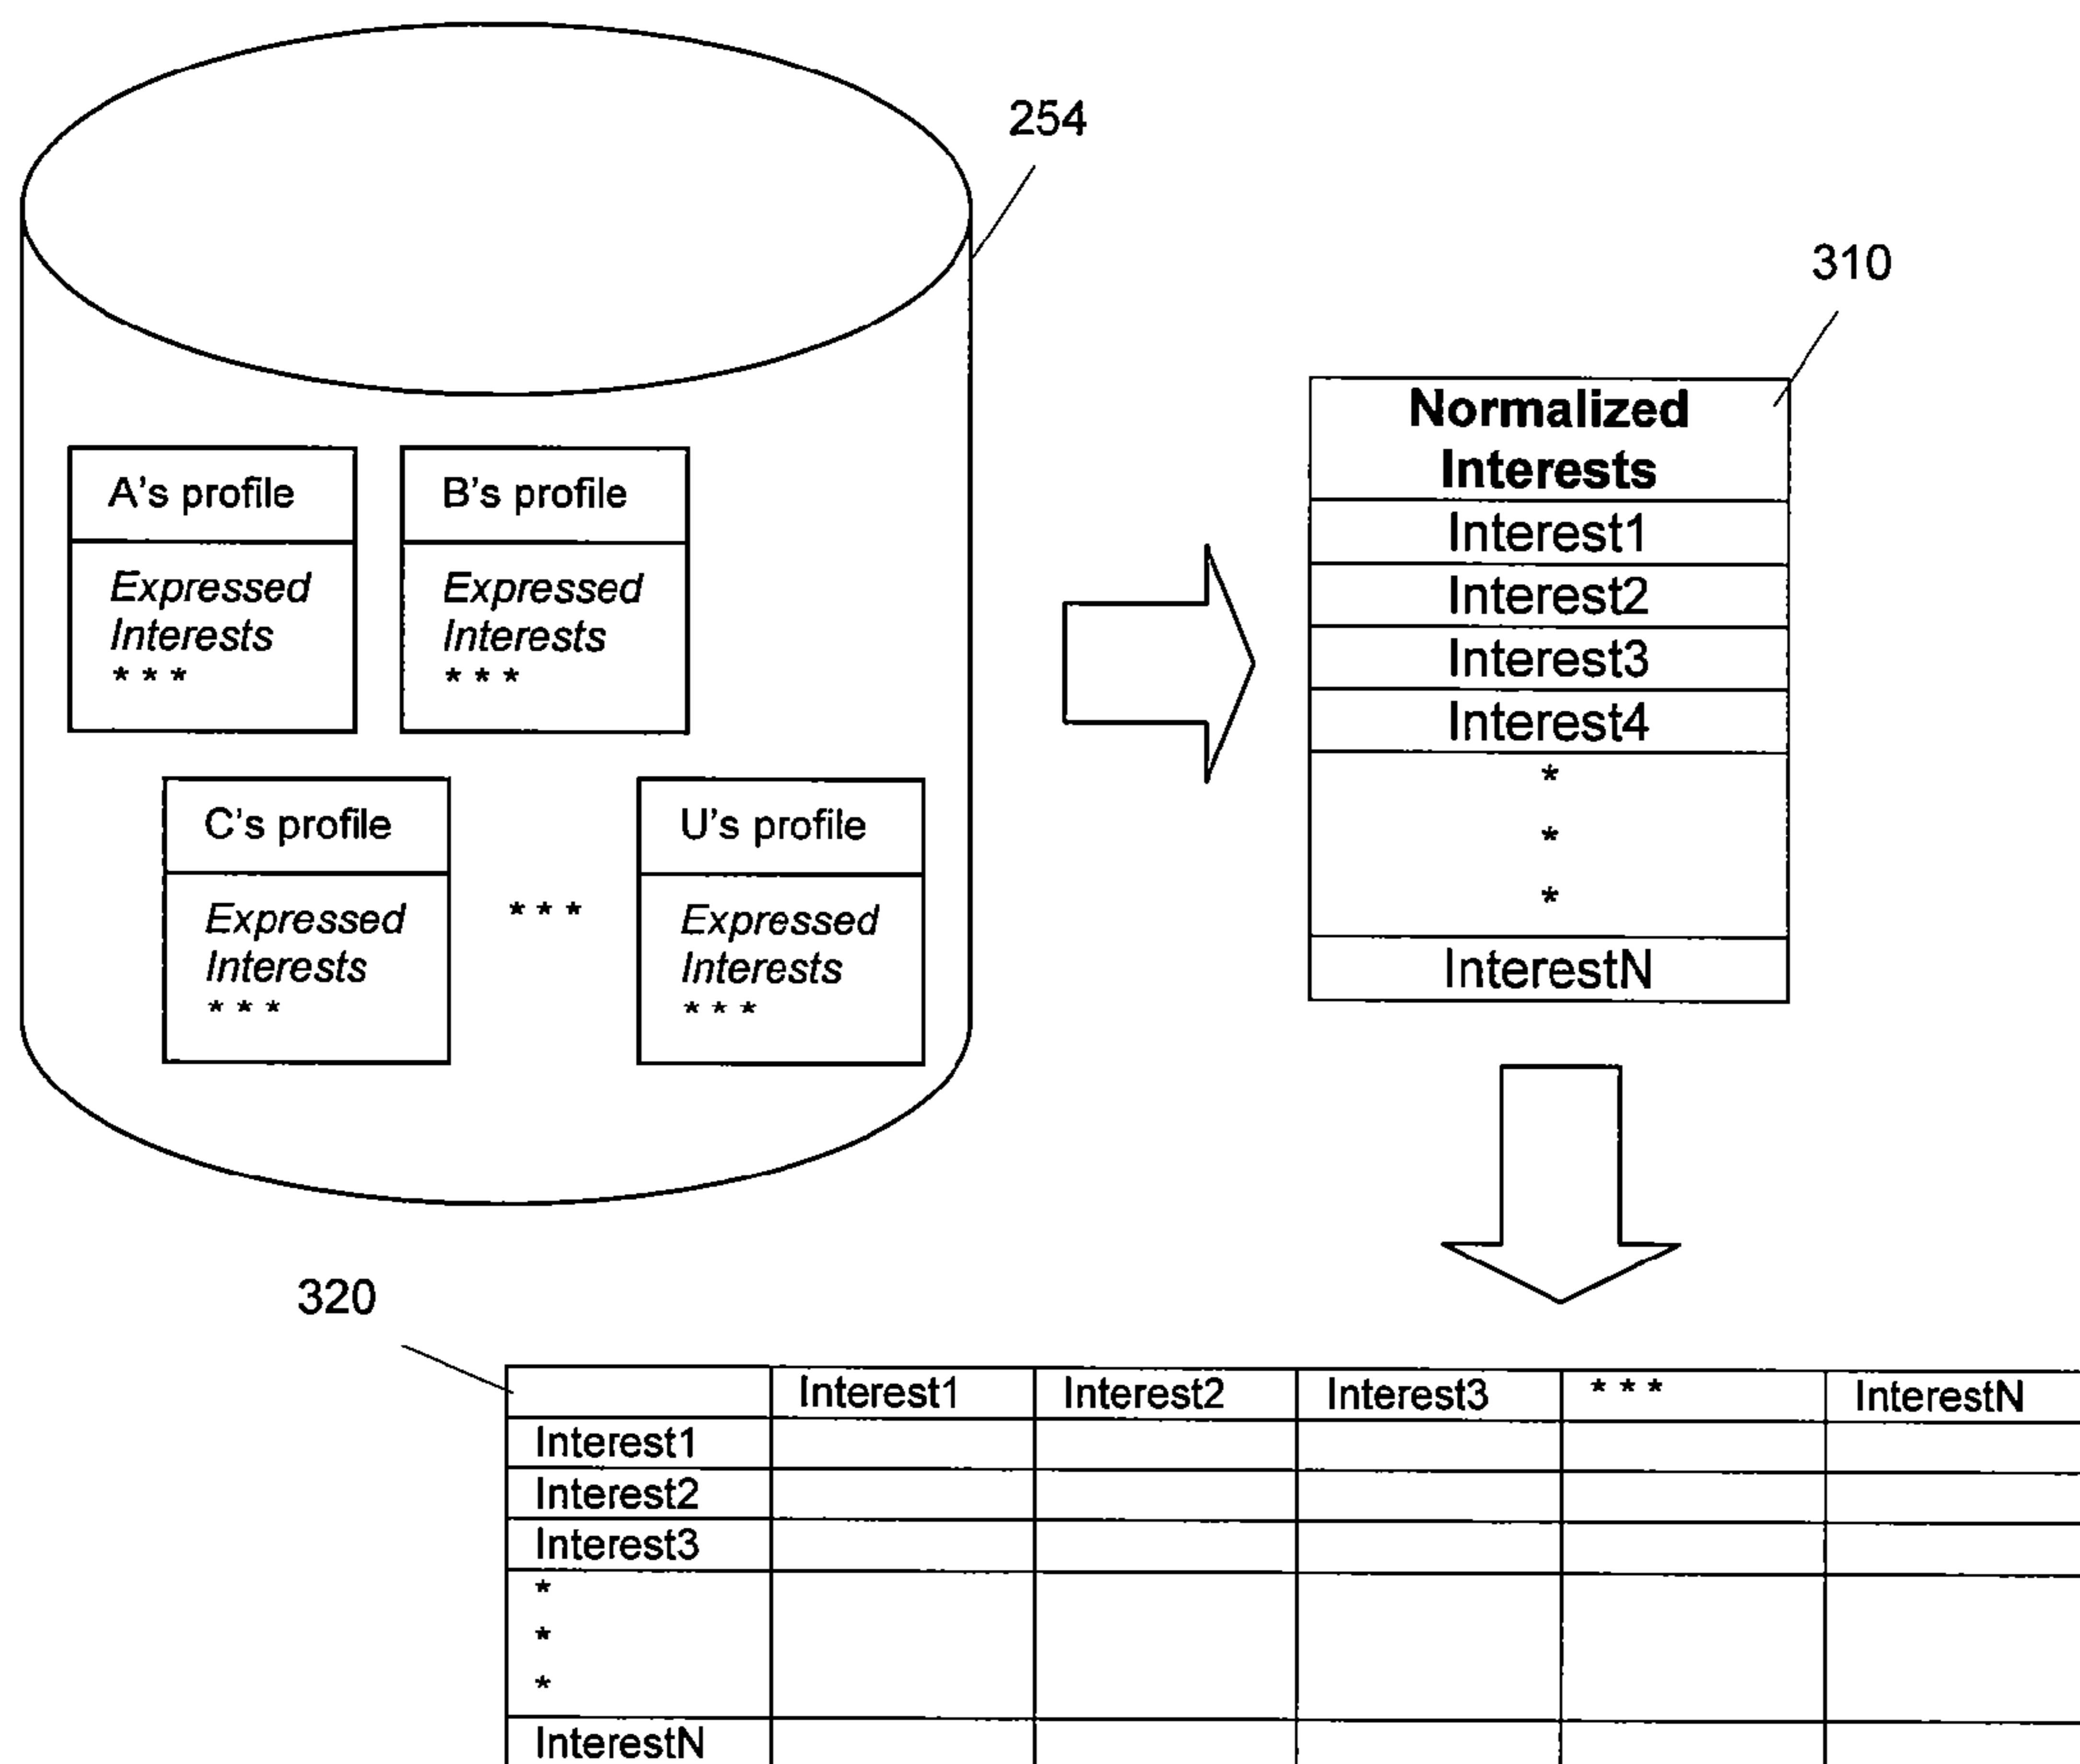 254
310
A's profile
Expressed
Interests
* * *
B's profile
Expressed
Interests
* * *
C's profile
Expressed
Interests
* * *
* * *
U's profile
Expressed
Interests
* * *
Normalized
Interests
Interest1
Interest2
Interest3
Interest4
*
*
*
InterestN
320
Interest1 Interest2 Interest3 * * * InterestN
Interest1
Interest2
Interest3
*
*
*
InterestN